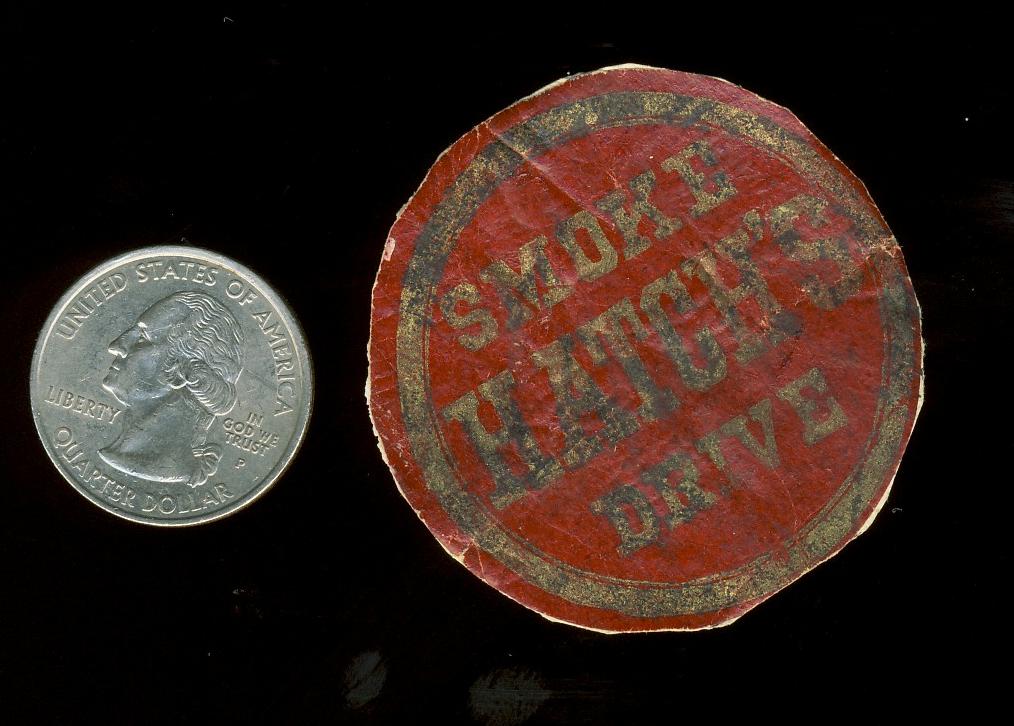 UNITED STATES OF AMERICA
LIBERTY
IN
GOD WE
TRUST
P
QUARTER DOLLAR
SMOKE
HATCH'S
DRIVE